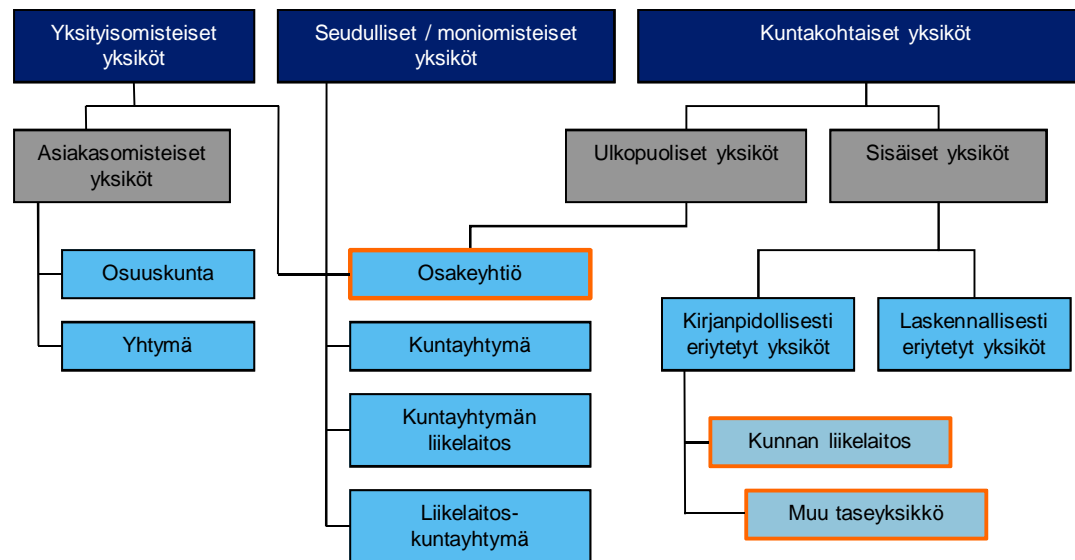 Yksityisomisteiset
yksiköt
Seudulliset / moniomisteiset
yksiköt
Kuntakohtaiset yksiköt
Asiakasomisteiset
yksiköt
Ulkopuoliset yksiköt
Sisäiset yksiköt
Osuuskunta
Osakeyhtiö
Yhtymä
Kuntayhtymä
Kirjanpidollisesti
eriytetyt yksiköt
Laskennallisesti
eriytetyt yksiköt
Kuntayhtymän
liikelaitos
Kunnan liikelaitos
Liikelaitos-
kuntayhtymä
Muu taseyksikkö